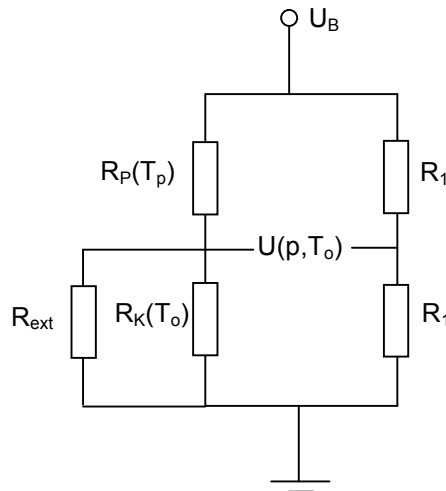 U_B
R_P(T_p)
R_1
U(p,T_o)
R_ext
R_K(T_o)
R_1